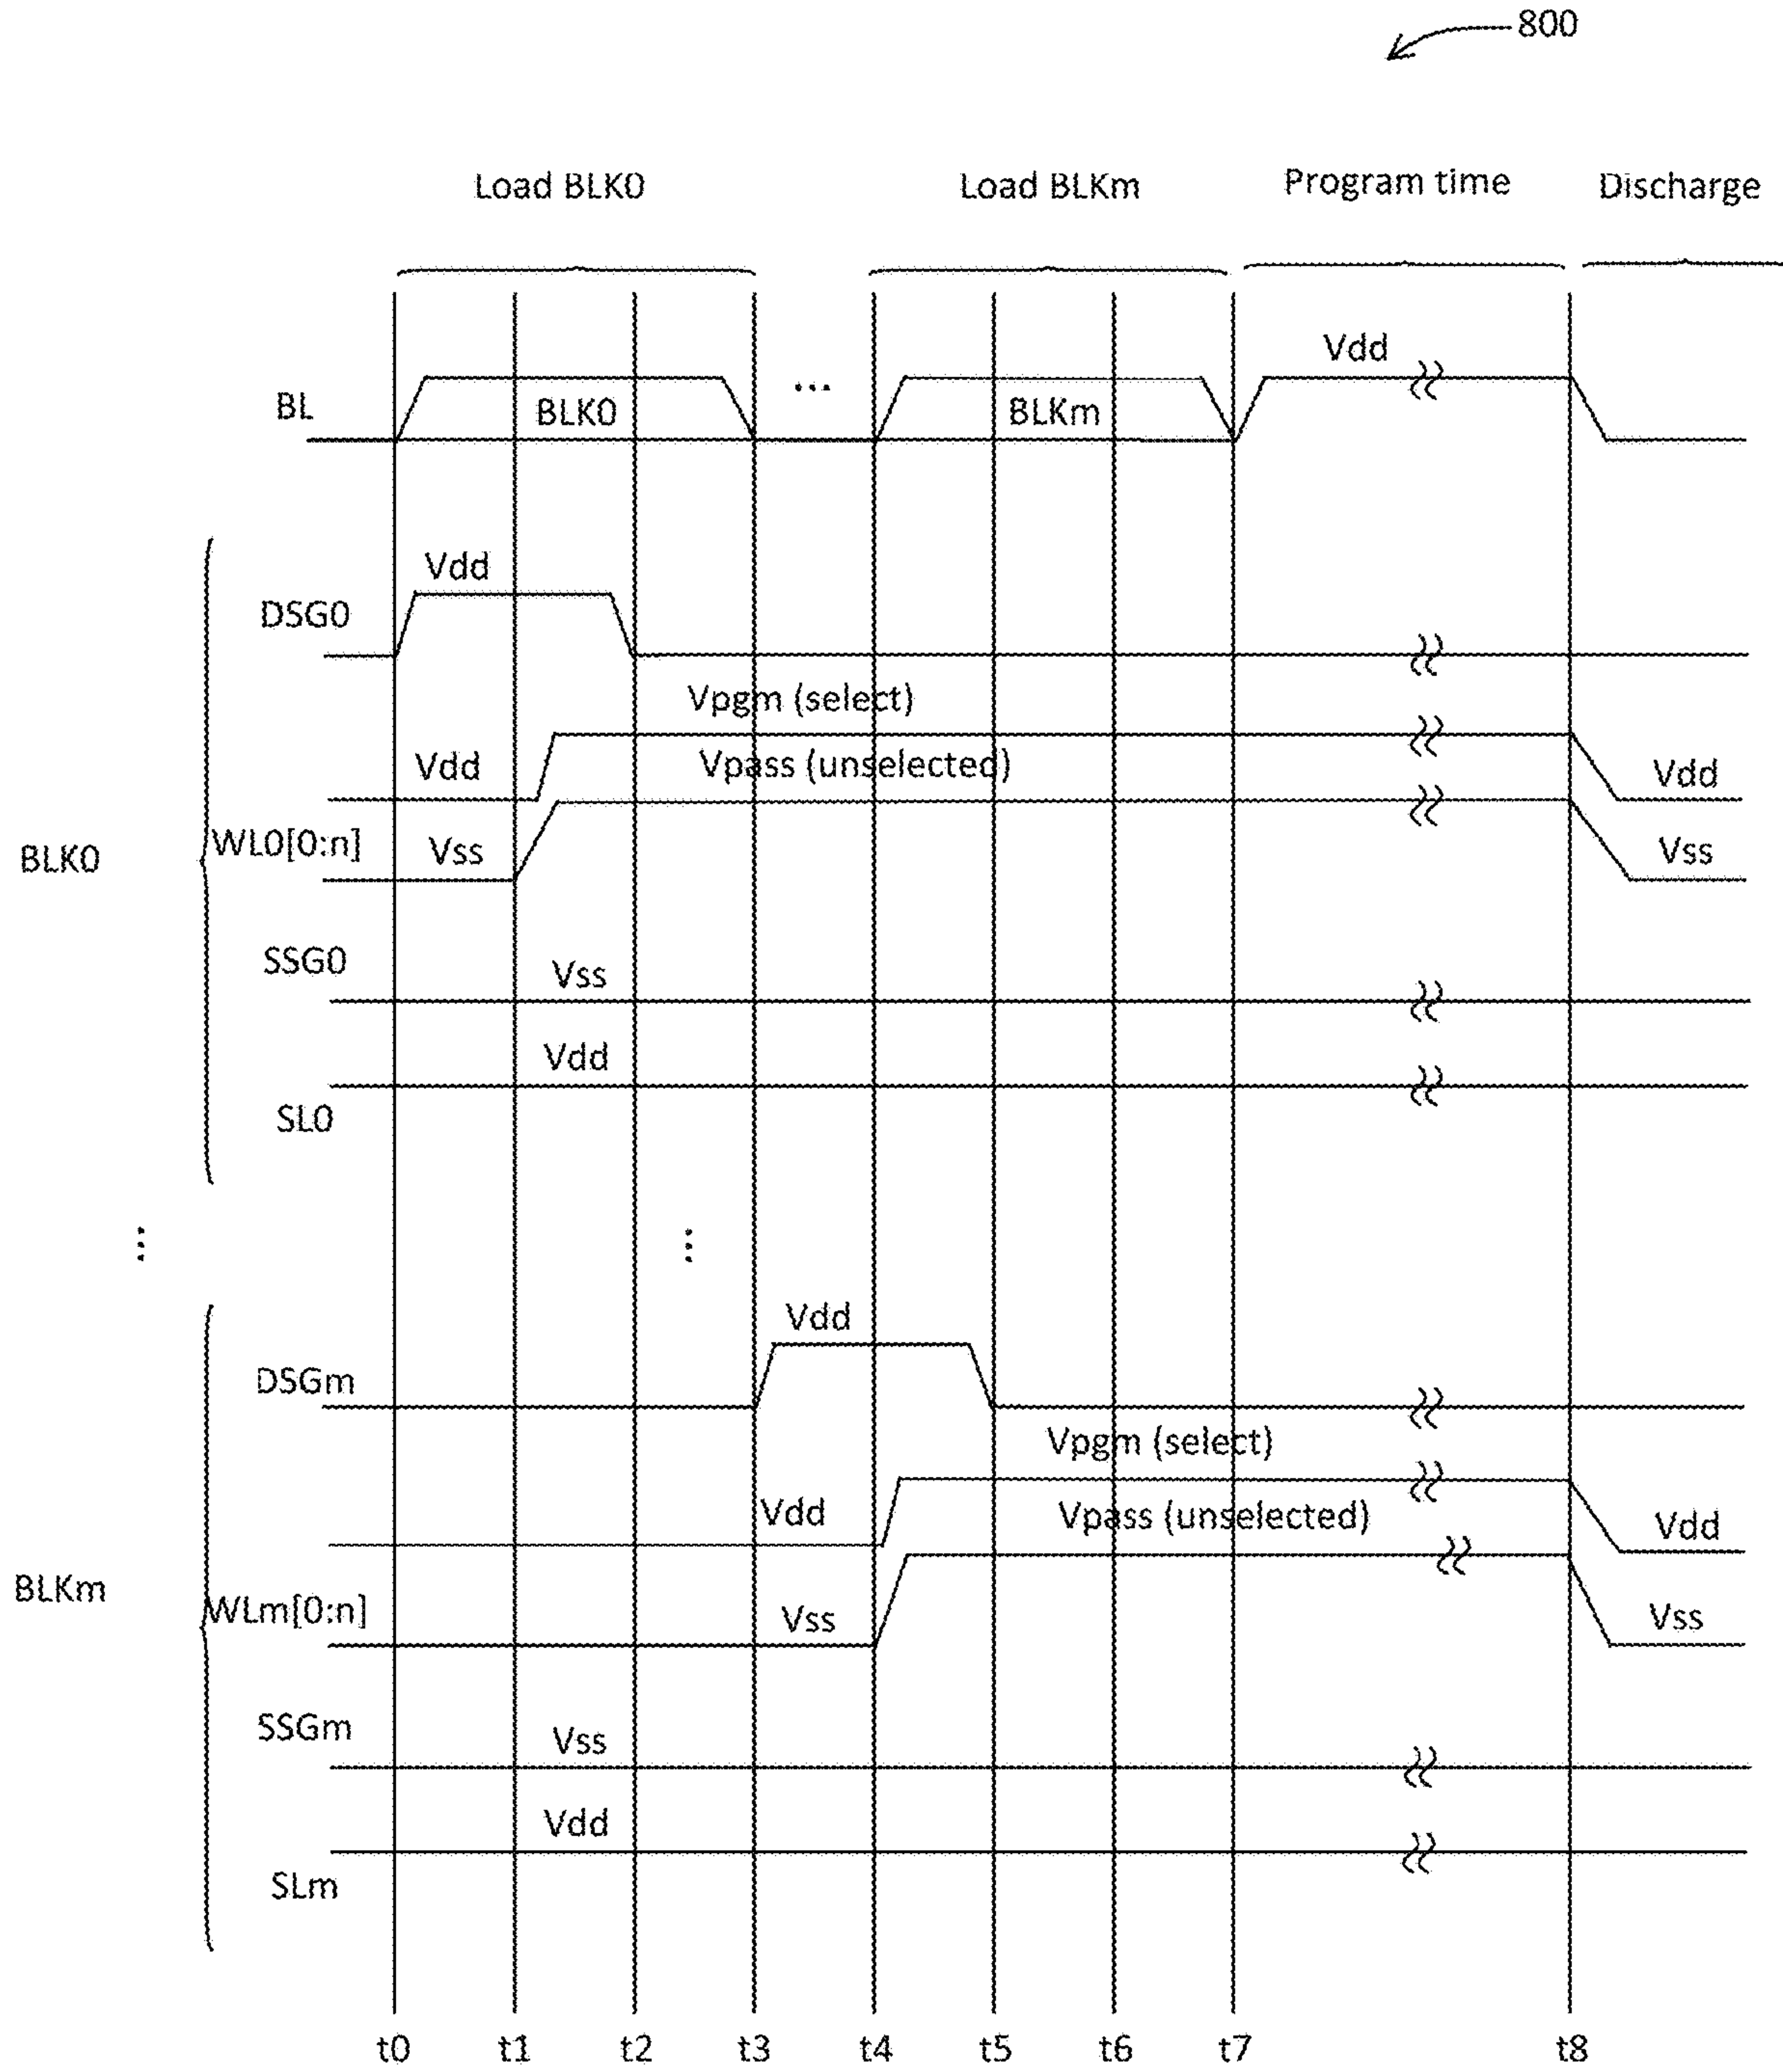 800
Load BLK0 Load BLKm Program time Discharge
Vdd
BL BLK0 ... BLKm
Vdd
DSG0
Vpgm (select)
Vdd Vpass (unselected) Vdd
BLK0 WL0[0:n] Vss Vss
SSG0 Vss
Vdd
SL0
... ...
Vdd
DSGm
Vpgm (select)
Vdd Vpass (unselected) Vdd
BLKm WLm[0:n] Vss Vss
SSGm Vss
Vdd
SLm
t0 t1 t2 t3 t4 t5 t6 t7 t8